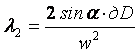 λ₂ = 2 sin α · ∂D / w²